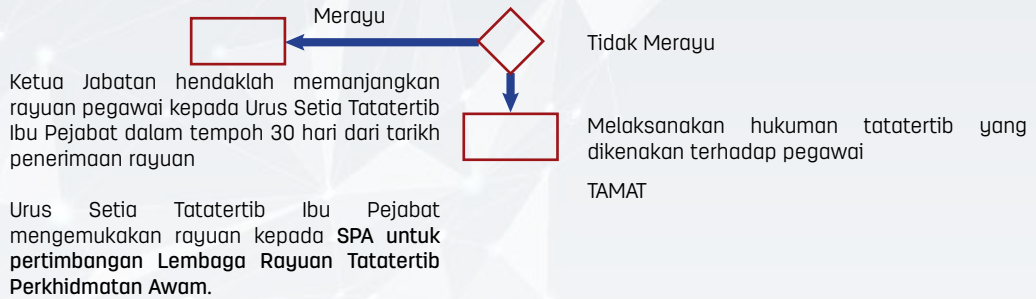 Merayu
Tidak Merayu
Ketua Jabatan hendaklah memanjangkan
rayuan pegawai kepada Urus Setia Tatatertib
Ibu Pejabat dalam tempoh 30 hari dari tarikh
penerimaan rayuan
Melaksanakan hukuman tatatertib yang
dikenakan terhadap pegawai
TAMAT
Urus Setia Tatatertib Ibu Pejabat
mengemukakan rayuan kepada SPA untuk
pertimbangan Lembaga Rayuan Tatatertib
Perkhidmatan Awam.